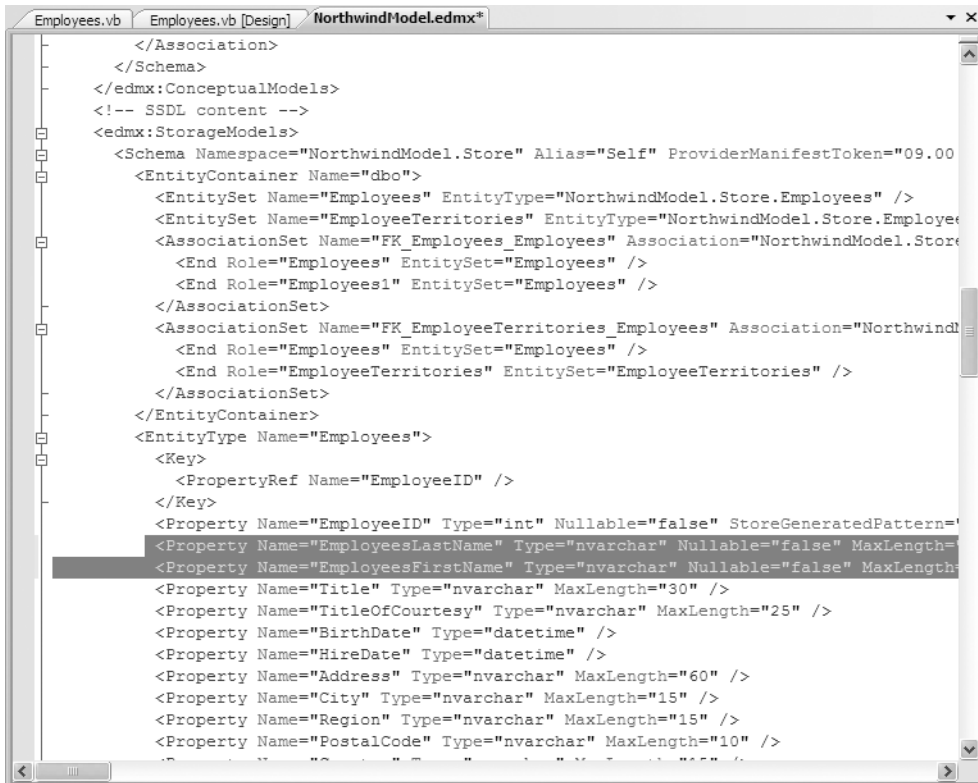 Employees.vb Employees.vb [Design] NorthwindModel.edmx*
</Association>
</Schema>
</edmx:ConceptualModels>
<!-- SSDL content -->
<edmx:StorageModels>
<Schema Namespace="NorthwindModel.Store" Alias="Self" ProviderManifestToken="09.00
<EntityContainer Name="dbo">
<EntitySet Name="Employees" EntityType="NorthwindModel.Store.Employees" />
<EntitySet Name="EmployeeTerritories" EntityType="NorthwindModel.Store.Employee
<AssociationSet Name="FK_Employees_Employees" Association="NorthwindModel.Store
<End Role="Employees" EntitySet="Employees" />
<End Role="Employees1" EntitySet="Employees" />
</AssociationSet>
<AssociationSet Name="FK_EmployeeTerritories_Employees" Association="Northwind
<End Role="Employees" EntitySet="Employees" />
<End Role="EmployeeTerritories" EntitySet="EmployeeTerritories" />
</AssociationSet>
</EntityContainer>
<EntityType Name="Employees">
<Key>
<PropertyRef Name="EmployeeID" />
</Key>
<Property Name="EmployeeID" Type="int" Nullable="false" StoreGeneratedPattern="
<Property Name="EmployeesLastName" Type="nvarchar" Nullable="false" MaxLength="
<Property Name="EmployeesFirstName" Type="nvarchar" Nullable="false" MaxLength=
<Property Name="Title" Type="nvarchar" MaxLength="30" />
<Property Name="TitleOfCourtesy" Type="nvarchar" MaxLength="25" />
<Property Name="BirthDate" Type="datetime" />
<Property Name="HireDate" Type="datetime" />
<Property Name="Address" Type="nvarchar" MaxLength="60" />
<Property Name="City" Type="nvarchar" MaxLength="15" />
<Property Name="Region" Type="nvarchar" MaxLength="15" />
<Property Name="PostalCode" Type="nvarchar" MaxLength="10" />